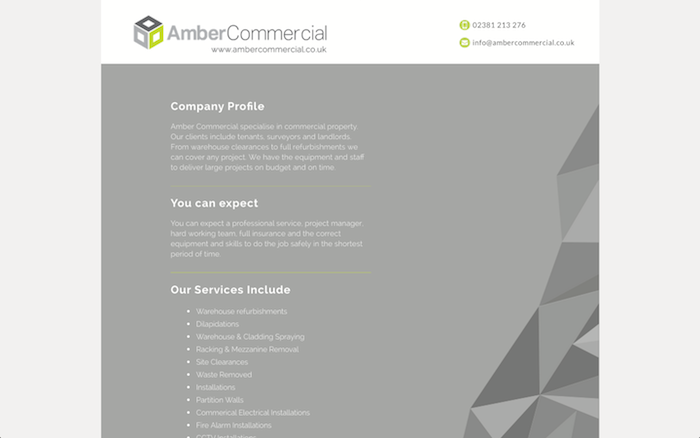 AmberCommercial
www.ambercommercial.co.uk
02381 213 276
info@ambercommercial.co.uk
Company Profile
Amber Commercial specialise in commercial property.
Our clients include tenants, surveyors and landlords.
From warehouse clearances to full refurbishments we
can cover any project. We have the equipment and staff
to deliver large projects on budget and on time.
You can expect
You can expect a professional service, project manager,
hard working team, full insurance and the correct
equipment and skills to do the job safely in the shortest
period of time.
Our Services Include
• Warehouse refurbishments
• Dilapidations
• Warehouse & Cladding Spraying
• Racking & Mezzanine Removal
• Site Clearances
• Waste Removed
• Installations
• Partition Walls
• Commerical Electrical Installations
• Fire Alarm Installations
• CCTV Installations